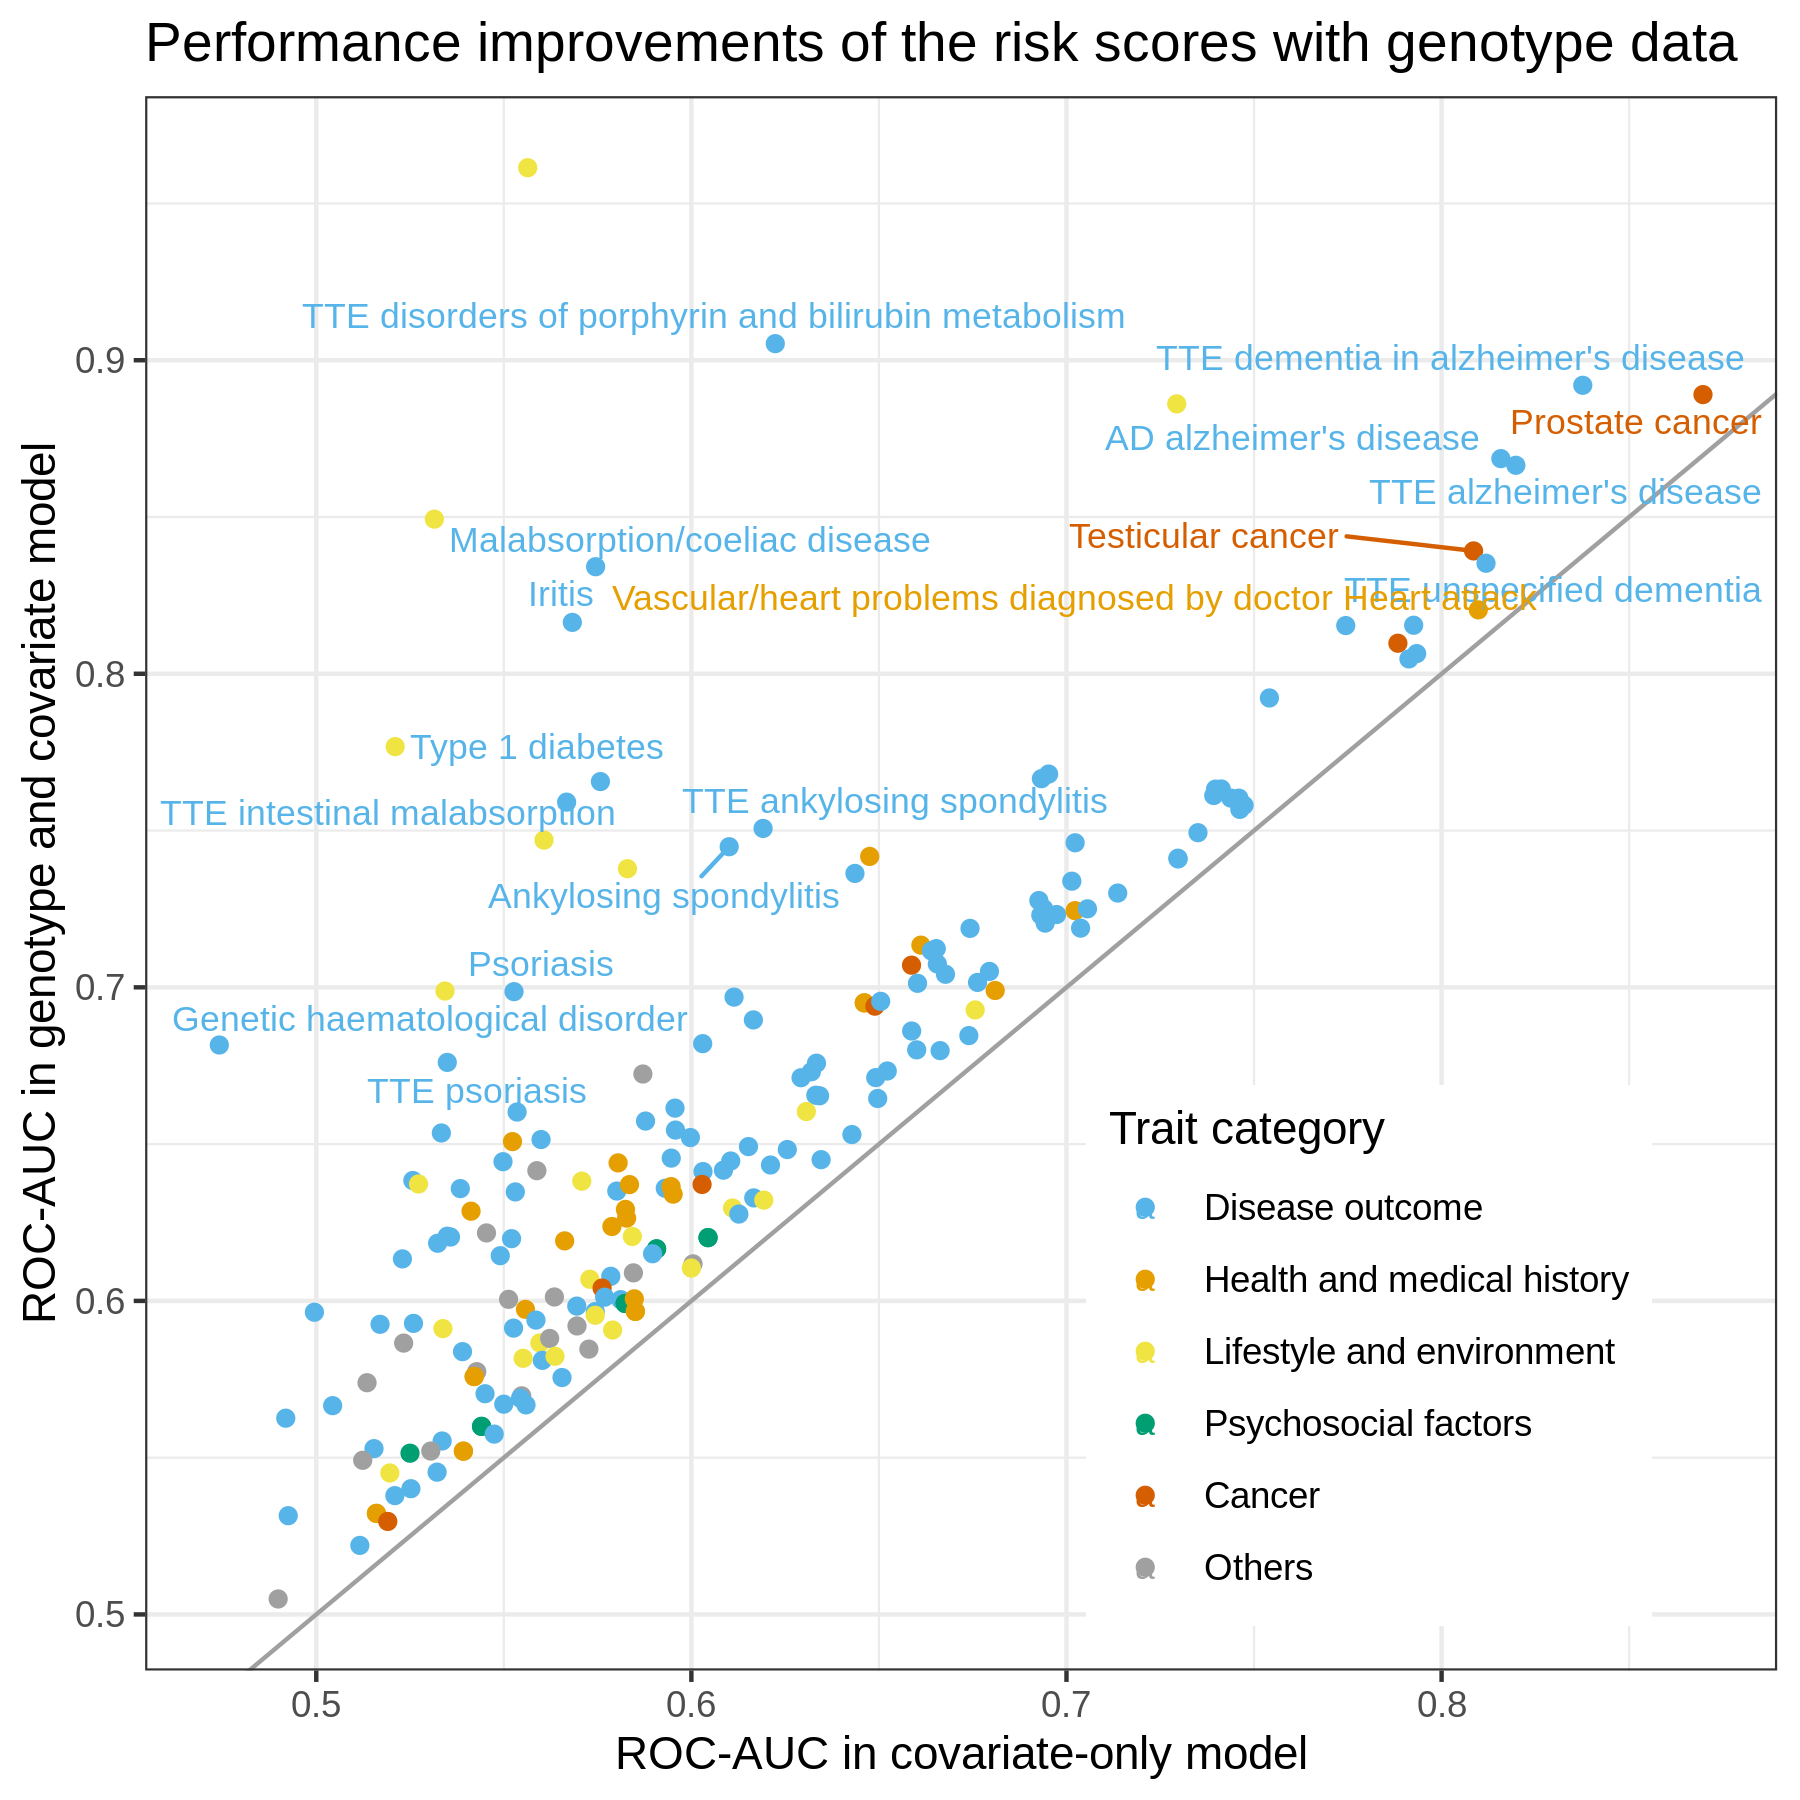 Performance improvements of the risk scores with genotype data
TTE disorders of porphyrin and bilirubin metabolism
TTE dementia in alzheimer's disease
Prostate cancer
AD alzheimer's disease
TTE alzheimer's disease
Testicular cancer
Malabsorption/coeliac disease
Iritis
Vascular/heart problems diagnosed by doctor Heart attack
TTE unspecified dementia
Type 1 diabetes
TTE intestinal malabsorption
TTE ankylosing spondylitis
Ankylosing spondylitis
Psoriasis
Genetic haematological disorder
TTE psoriasis
0.9
0.8
0.7
0.6
0.5
ROC-AUC in genotype and covariate model
Trait category
a Disease outcome
a Health and medical history
a Lifestyle and environment
a Psychosocial factors
a Cancer
a Others
0.5 0.6 0.7 0.8
ROC-AUC in covariate-only model